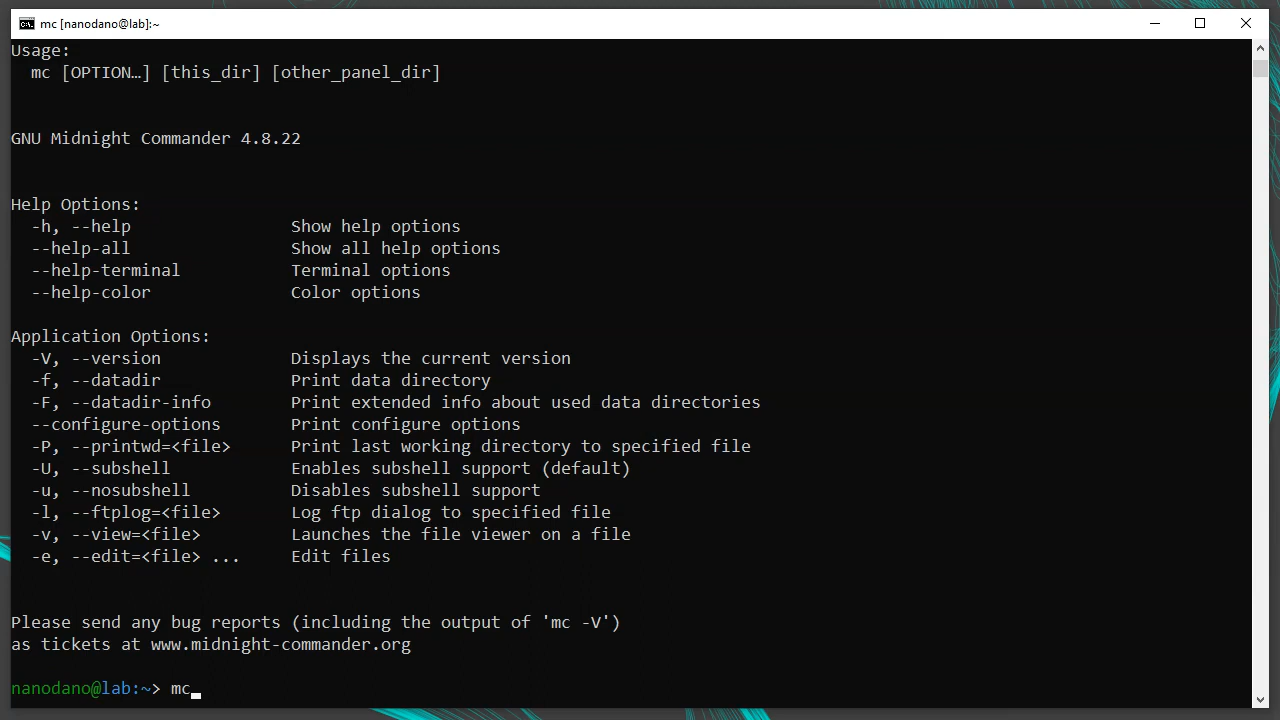 mc [nanodano@lab]:~
Usage:
mc [OPTION…] [this_dir] [other_panel_dir]
GNU Midnight Commander 4.8.22
Help Options:
-h, --help Show help options
--help-all Show all help options
--help-terminal Terminal options
--help-color Color options
Application Options:
-V, --version Displays the current version
-f, --datadir Print data directory
-F, --datadir-info Print extended info about used data directories
--configure-options Print configure options
-P, --printwd=<file> Print last working directory to specified file
-U, --subshell Enables subshell support (default)
-u, --nosubshell Disables subshell support
-l, --ftplog=<file> Log ftp dialog to specified file
-v, --view=<file> Launches the file viewer on a file
-e, --edit=<file> ... Edit files
Please send any bug reports (including the output of 'mc -V')
as tickets at www.midnight-commander.org
nanodano@lab:~> mc